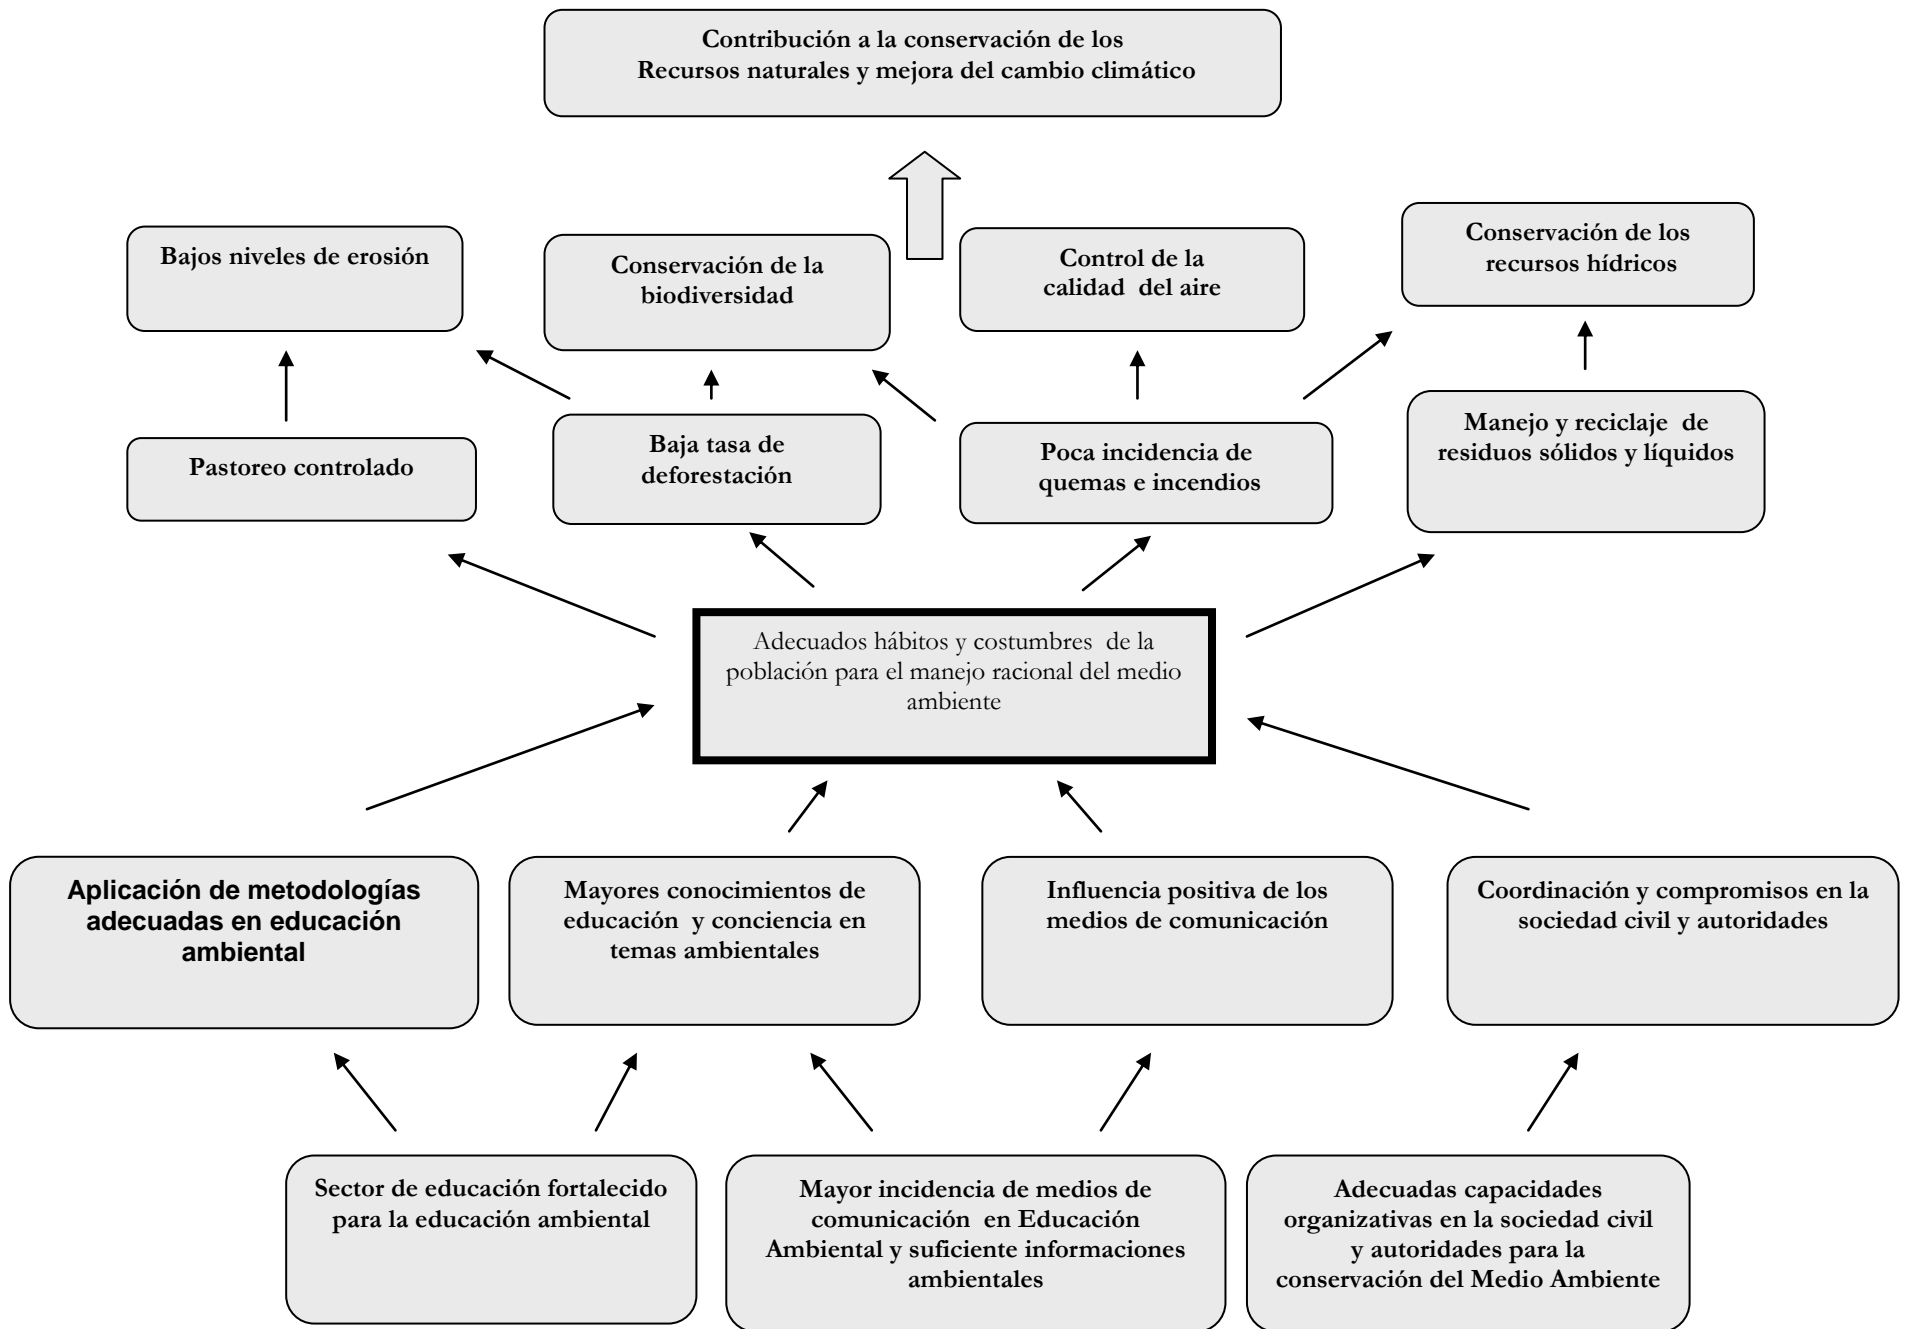 Contribución a la conservación de los
Recursos naturales y mejora del cambio climático
Bajos niveles de erosión
Conservación de la
biodiversidad
Control de la
calidad del aire
Conservación de los
recursos hídricos
Pastoreo controlado
Baja tasa de
deforestación
Poca incidencia de
quemas e incendios
Manejo y reciclaje de
residuos sólidos y líquidos
Adecuados hábitos y costumbres de la
población para el manejo racional del medio
ambiente
Aplicación de metodologías
adecuadas en educación
ambiental
Mayores conocimientos de
educación y conciencia en
temas ambientales
Influencia positiva de los
medios de comunicación
Coordinación y compromisos en la
sociedad civil y autoridades
Sector de educación fortalecido
para la educación ambiental
Mayor incidencia de medios de
comunicación en Educación
Ambiental y suficiente informaciones
ambientales
Adecuadas capacidades
organizativas en la sociedad civil
y autoridades para la
conservación del Medio Ambiente